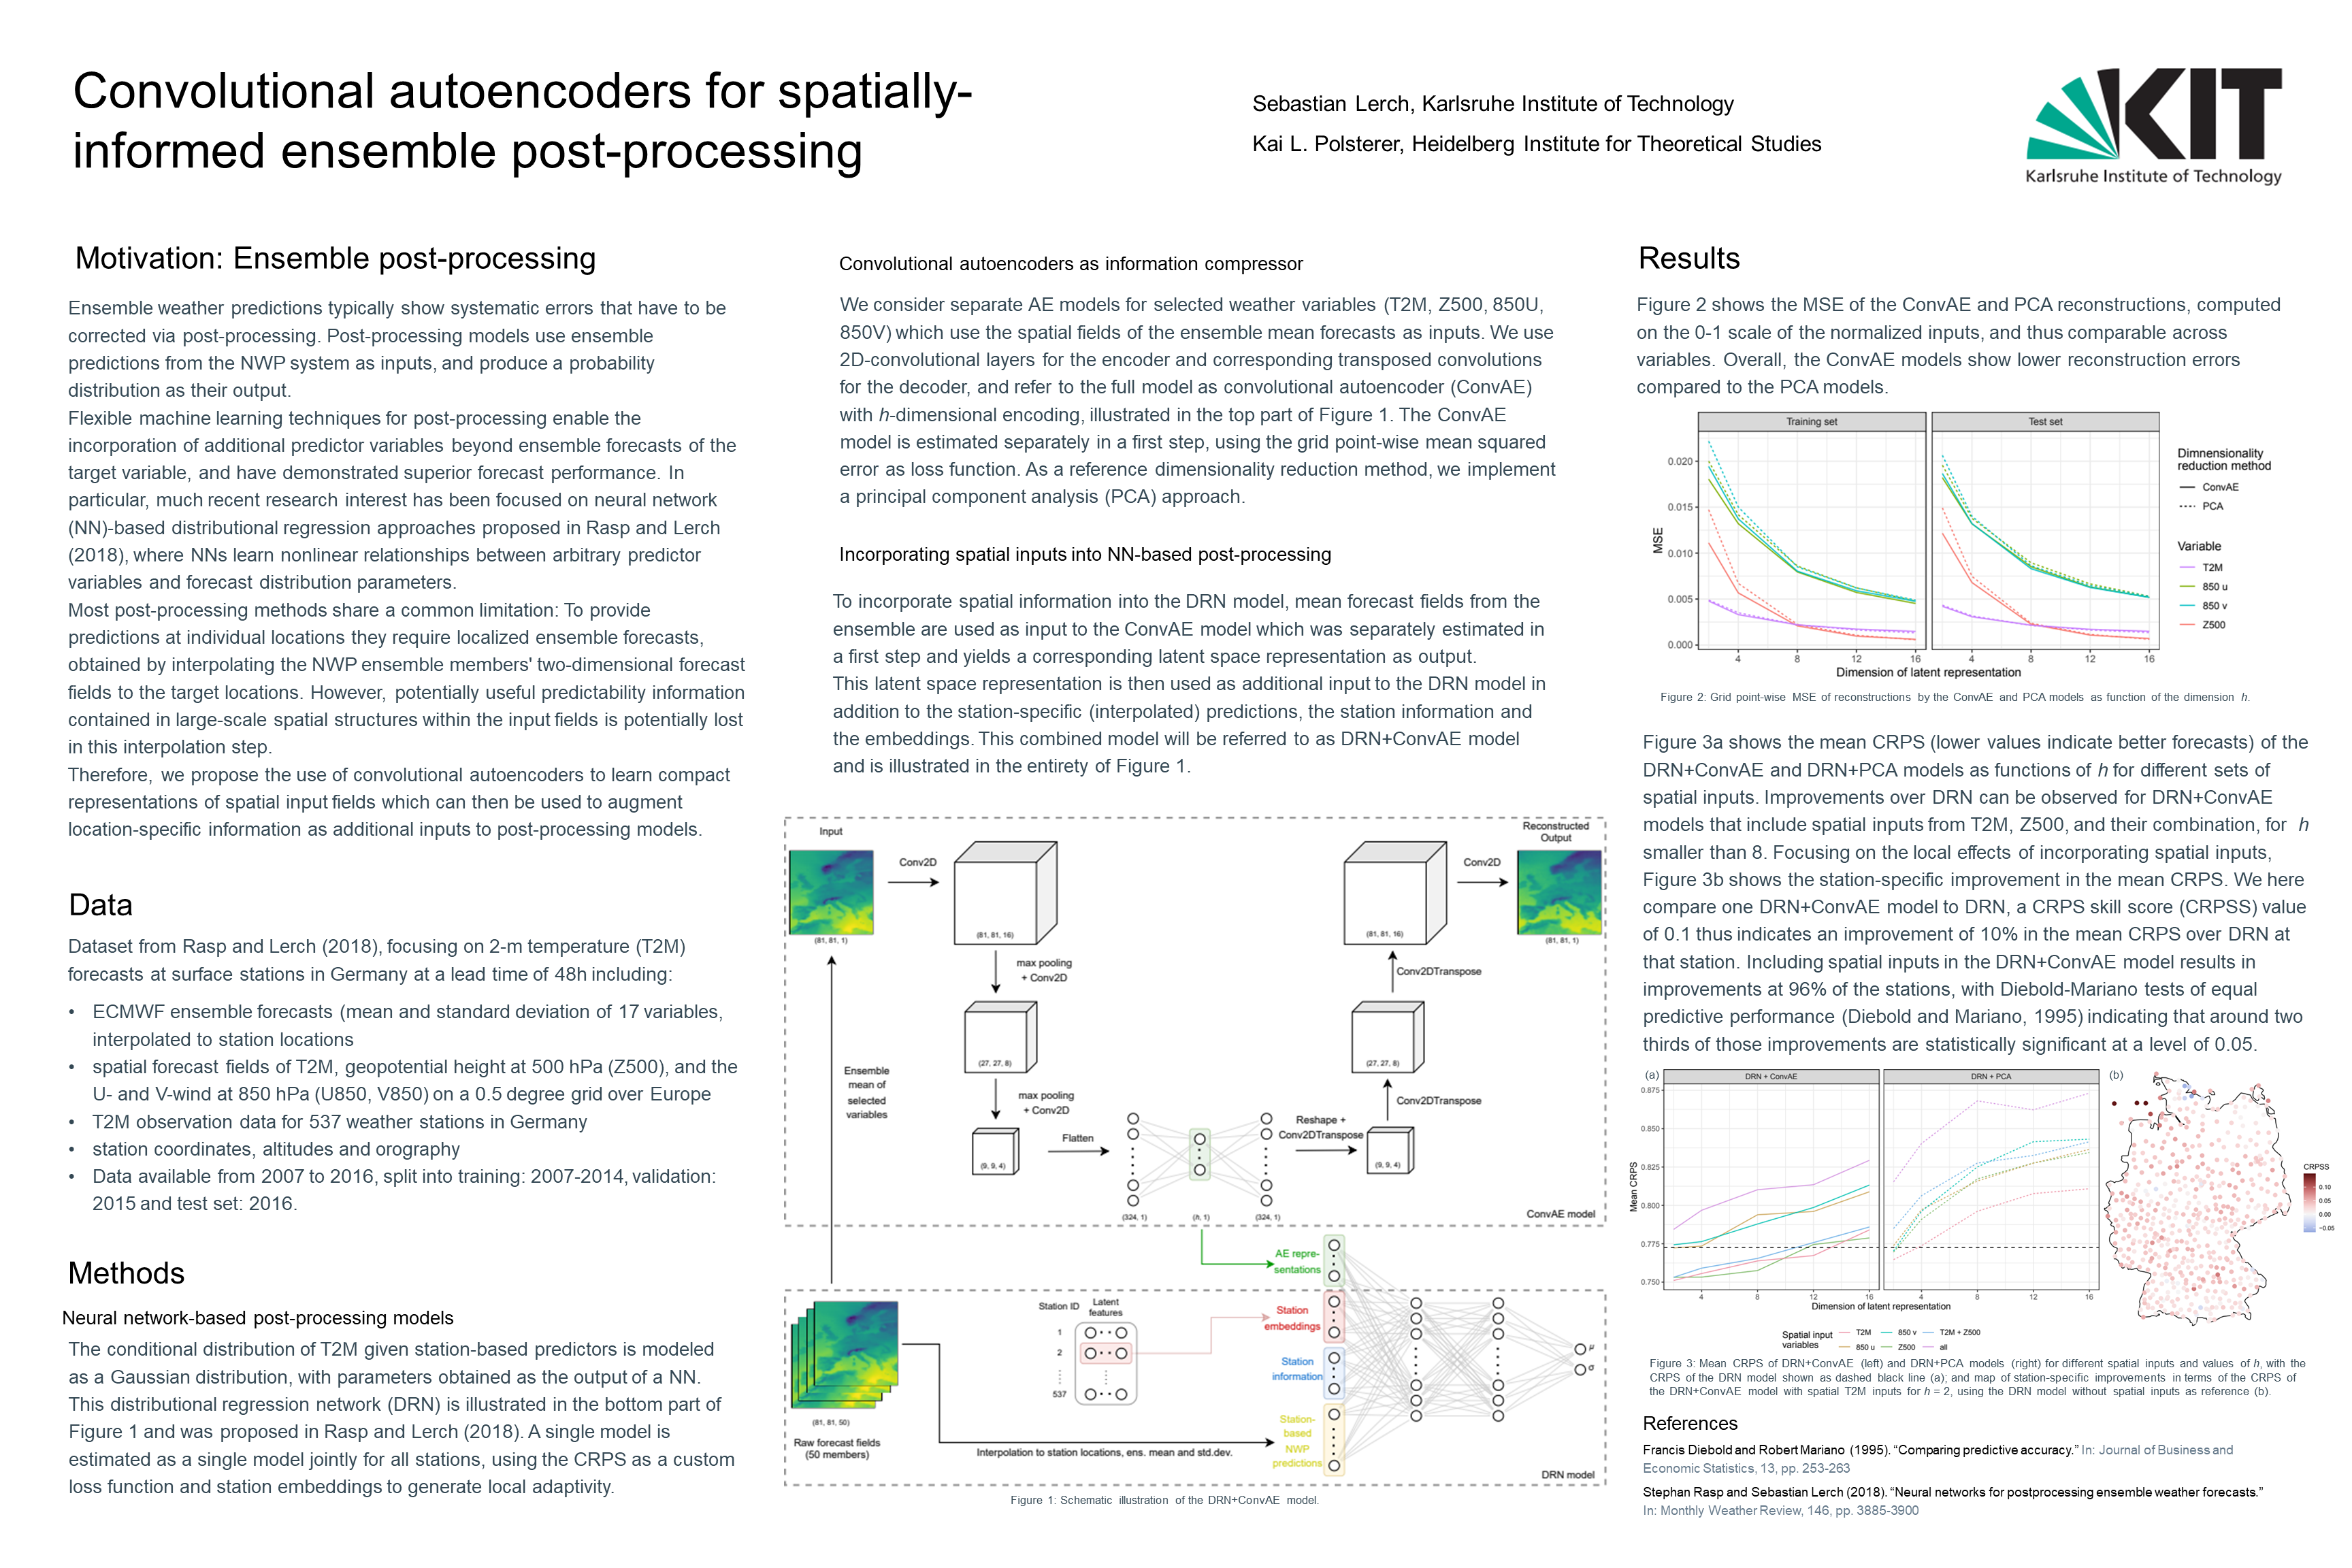 Convolutional autoencoders for spatially-
informed ensemble post-processing
Sebastian Lerch, Karlsruhe Institute of Technology
Kai L. Polsterer, Heidelberg Institute for Theoretical Studies
KIT
Karlsruhe Institute of Technology
Motivation: Ensemble post-processing
Ensemble weather predictions typically show systematic errors that have to be
corrected via post-processing. Post-processing models use ensemble
predictions from the NWP system as inputs, and produce a probability
distribution as their output.
Flexible machine learning techniques for post-processing enable the
incorporation of additional predictor variables beyond ensemble forecasts of the
target variable, and have demonstrated superior forecast performance. In
particular, much recent research interest has been focused on neural network
(NN)-based distributional regression approaches proposed in Rasp and Lerch
(2018), where NNs learn nonlinear relationships between arbitrary predictor
variables and forecast distribution parameters.
Most post-processing methods share a common limitation: To provide
predictions at individual locations they require localized ensemble forecasts,
obtained by interpolating the NWP ensemble members' two-dimensional forecast
fields to the target locations. However, potentially useful predictability information
contained in large-scale spatial structures within the input fields is potentially lost
in this interpolation step.
Therefore, we propose the use of convolutional autoencoders to learn compact
representations of spatial input fields which can then be used to augment
location-specific information as additional inputs to post-processing models.
Data
Dataset from Rasp and Lerch (2018), focusing on 2-m temperature (T2M)
forecasts at surface stations in Germany at a lead time of 48h including:
• ECMWF ensemble forecasts (mean and standard deviation of 17 variables,
interpolated to station locations
• spatial forecast fields of T2M, geopotential height at 500 hPa (Z500), and the
U- and V-wind at 850 hPa (U850, V850) on a 0.5 degree grid over Europe
• T2M observation data for 537 weather stations in Germany
• station coordinates, altitudes and orography
• Data available from 2007 to 2016, split into training: 2007-2014, validation:
2015 and test set: 2016.
Methods
Neural network-based post-processing models
The conditional distribution of T2M given station-based predictors is modeled
as a Gaussian distribution, with parameters obtained as the output of a NN.
This distributional regression network (DRN) is illustrated in the bottom part of
Figure 1 and was proposed in Rasp and Lerch (2018). A single model is
estimated as a single model jointly for all stations, using the CRPS as a custom
loss function and station embeddings to generate local adaptivity.
Convolutional autoencoders as information compressor
We consider separate AE models for selected weather variables (T2M, Z500, 850U,
850V) which use the spatial fields of the ensemble mean forecasts as inputs. We use
2D-convolutional layers for the encoder and corresponding transposed convolutions
for the decoder, and refer to the full model as convolutional autoencoder (ConvAE)
with h-dimensional encoding, illustrated in the top part of Figure 1. The ConvAE
model is estimated separately in a first step, using the grid point-wise mean squared
error as loss function. As a reference dimensionality reduction method, we implement
a principal component analysis (PCA) approach.
Incorporating spatial inputs into NN-based post-processing
To incorporate spatial information into the DRN model, mean forecast fields from the
ensemble are used as input to the ConvAE model which was separately estimated in
a first step and yields a corresponding latent space representation as output.
This latent space representation is then used as additional input to the DRN model in
addition to the station-specific (interpolated) predictions, the station information and
the embeddings. This combined model will be referred to as DRN+ConvAE model
and is illustrated in the entirety of Figure 1.
Input
Conv2D
(81, 81, 1)
(81, 81, 16)
max pooling
+ Conv2D
(27, 27, 8)
max pooling
+ Conv2D
(9, 9, 4)
Flatten
(324, 1)
(h, 1)
(324, 1)
Reshape +
Conv2DTranspose
(9, 9, 4)
Conv2DTranspose
(27, 27, 8)
Conv2DTranspose
(81, 81, 16)
Conv2D
Reconstructed
Output
(81, 81, 1)
ConvAE model
Ensemble
mean of
selected
variables
AE repre-
sentations
Station ID
Latent
features
1
2
537
Station
embeddings
Station
information
Station-
based
NWP
predictions
μ
σ
(81, 81, 50)
Raw forecast fields
(50 members)
Interpolation to station locations, ens. mean and std.dev.
DRN model
Figure 1: Schematic illustration of the DRN+ConvAE model.
Results
Figure 2 shows the MSE of the ConvAE and PCA reconstructions, computed
on the 0-1 scale of the normalized inputs, and thus comparable across
variables. Overall, the ConvAE models show lower reconstruction errors
compared to the PCA models.
Training set
Test set
MSE
0.020
0.015
0.010
0.005
0.000
4 8 12 16
4 8 12 16
Dimension of latent representation
Dimnensionality
reduction method
ConvAE
PCA
Variable
T2M
850 u
850 v
Z500
Figure 2: Grid point-wise MSE of reconstructions by the ConvAE and PCA models as function of the dimension h.
Figure 3a shows the mean CRPS (lower values indicate better forecasts) of the
DRN+ConvAE and DRN+PCA models as functions of h for different sets of
spatial inputs. Improvements over DRN can be observed for DRN+ConvAE
models that include spatial inputs from T2M, Z500, and their combination, for h
smaller than 8. Focusing on the local effects of incorporating spatial inputs,
Figure 3b shows the station-specific improvement in the mean CRPS. We here
compare one DRN+ConvAE model to DRN, a CRPS skill score (CRPSS) value
of 0.1 thus indicates an improvement of 10% in the mean CRPS over DRN at
that station. Including spatial inputs in the DRN+ConvAE model results in
improvements at 96% of the stations, with Diebold-Mariano tests of equal
predictive performance (Diebold and Mariano, 1995) indicating that around two
thirds of those improvements are statistically significant at a level of 0.05.
(a)
DRN + ConvAE
DRN + PCA
(b)
Mean CRPS
0.875
0.850
0.825
0.800
0.775
0.750
4 8 12 16
4 8 12 16
Dimension of latent representation
CRPSS
0.10
0.05
0.00
−0.05
Spatial input
variables
T2M
850 v
T2M + Z500
850 u
Z500
all
Figure 3: Mean CRPS of DRN+ConvAE (left) and DRN+PCA models (right) for different spatial inputs and values of h, with the
CRPS of the DRN model shown as dashed black line (a); and map of station-specific improvements in terms of the CRPS of
the DRN+ConvAE model with spatial T2M inputs for h = 2, using the DRN model without spatial inputs as reference (b).
References
Francis Diebold and Robert Mariano (1995). “Comparing predictive accuracy.” In: Journal of Business and
Economic Statistics, 13, pp. 253-263
Stephan Rasp and Sebastian Lerch (2018). “Neural networks for postprocessing ensemble weather forecasts.”
In: Monthly Weather Review, 146, pp. 3885-3900